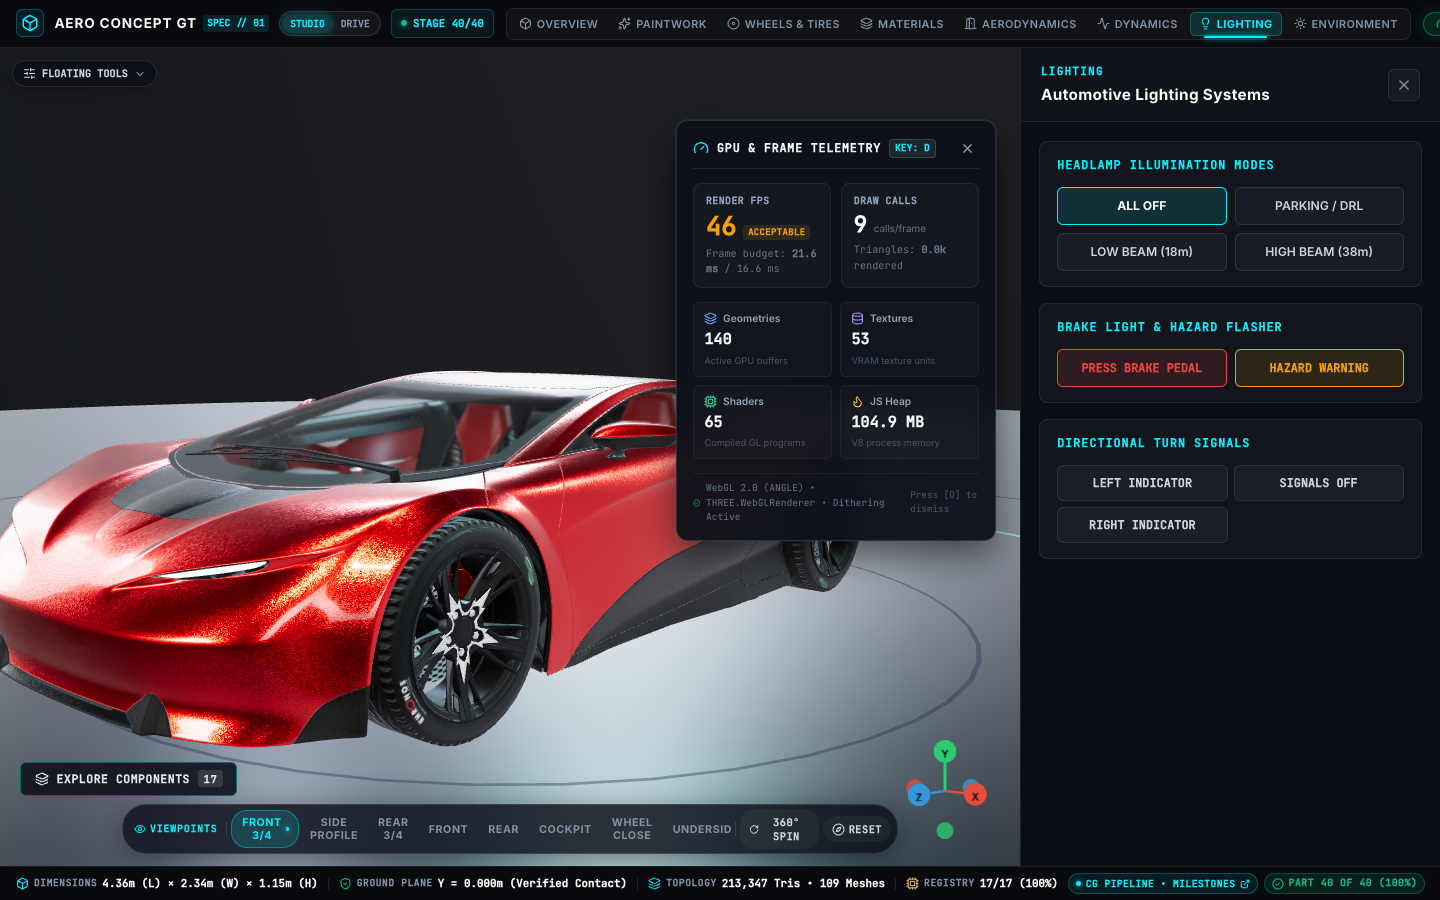 AERO CONCEPT GT SPEC // 01 STUDIO DRIVE STAGE 40/40 OVERVIEW PAINTWORK WHEELS & TIRES MATERIALS AERODYNAMICS DYNAMICS LIGHTING ENVIRONMENT
FLOATING TOOLS
LIGHTING
Automotive Lighting Systems
GPU & FRAME TELEMETRY KEY: D
RENDER FPS
46 ACCEPTABLE
Frame budget: 21.6
ms / 16.6 ms
DRAW CALLS
9 calls/frame
Triangles: 0.0k
rendered
Geometries
140
Active GPU buffers
Textures
53
VRAM texture units
Shaders
65
Compiled GL programs
JS Heap
104.9 MB
V8 process memory
WebGL 2.0 (ANGLE) •
THREE.WebGLRenderer • Dithering
Active
Press [D] to
dismiss
HEADLAMP ILLUMINATION MODES
ALL OFF PARKING / DRL
LOW BEAM (18m) HIGH BEAM (38m)
BRAKE LIGHT & HAZARD FLASHER
PRESS BRAKE PEDAL HAZARD WARNING
DIRECTIONAL TURN SIGNALS
LEFT INDICATOR SIGNALS OFF
RIGHT INDICATOR
EXPLORE COMPONENTS 17
Y
Z X
VIEWPOINTS
FRONT
3/4
SIDE
PROFILE
REAR
3/4
FRONT
REAR
COCKPIT
WHEEL
CLOSE
UNDERSID
360°
SPIN
RESET
DIMENSIONS 4.36m (L) × 2.34m (W) × 1.15m (H) GROUND PLANE Y = 0.000m (Verified Contact) TOPOLOGY 213,347 Tris • 109 Meshes REGISTRY 17/17 (100%) CG PIPELINE • MILESTONES PART 40 OF 40 (100%)